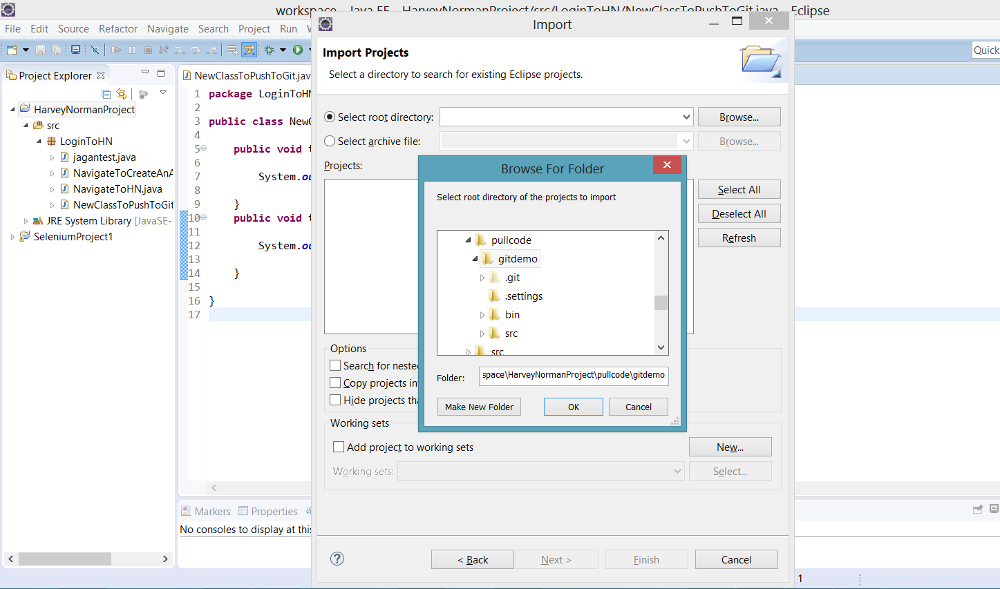 workspace - Java EE - HarveyNormanProject/src/LoginToHN/NewClassToPushToGit.java - Eclipse
File Edit Source Refactor Navigate Search Project Run
Quick
Project Explorer
HarveyNormanProject
src
LoginToHN
jagantest.java
NavigateToCreateAnA
NavigateToHN.java
NewClassToPushToGit
JRE System Library [JavaSE-
SeleniumProject1
NewClassToPushToGit.jav
1 package LoginToHN
2
3 public class NewC
4
5 public void t
6
7 System.ou
8
9 }
10 public void t
11
12 System.ou
13
14 }
15
16 }
17
Markers Properties
No consoles to display at this
1
Import
Import Projects
Select a directory to search for existing Eclipse projects.
Select root directory: Browse...
Select archive file: Browse...
Projects:
Select All
Deselect All
Refresh
Options
Search for nested
Copy projects in
Hide projects tha
Working sets
Add project to working sets New...
Working sets: Select...
< Back Next > Finish Cancel
Browse For Folder
Select root directory of the projects to import
pullcode
gitdemo
.git
.settings
bin
src
src
Folder: space\HarveyNormanProject\pullcode\gitdemo
Make New Folder OK Cancel